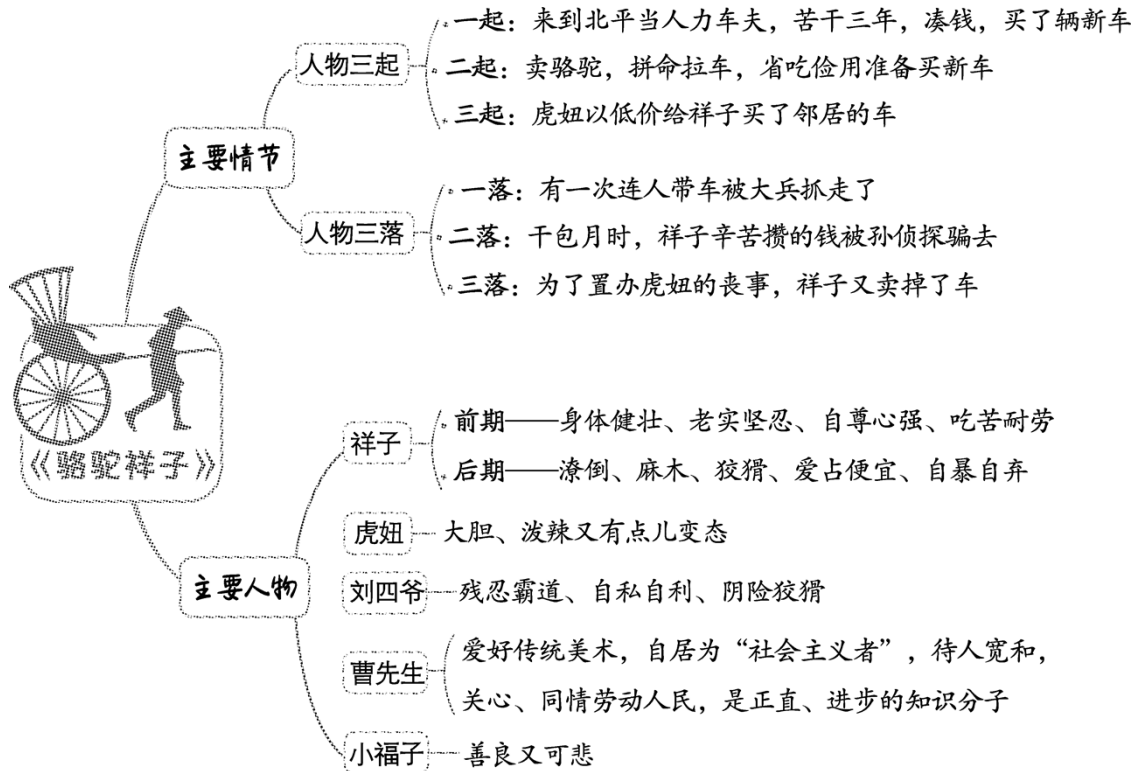 一起：来到北平当人力车夫，苦干三年，凑钱，买了辆新车
人物三起
二起：卖骆驼，拼命拉车，省吃俭用准备买新车
三起：虎妞以低价给祥子买了邻居的车
主要情节
一落：有一次连人带车被大兵抓走了
人物三落
二落：干包月时，祥子辛苦攒的钱被孙侦探骗去
三落：为了置办虎妞的丧事，祥子又卖掉了车
《骆驼祥子》
前期——身体健壮、老实坚忍、自尊心强、吃苦耐劳
祥子
后期——潦倒、麻木、狡猾、爱占便宜、自暴自弃
虎妞
大胆、泼辣又有点儿变态
主要人物
刘四爷
残忍霸道、自私自利、阴险狡猾
曹先生
爱好传统美术，自居为“社会主义者”，待人宽和，
关心、同情劳动人民，是正直、进步的知识分子
小福子
善良又可悲